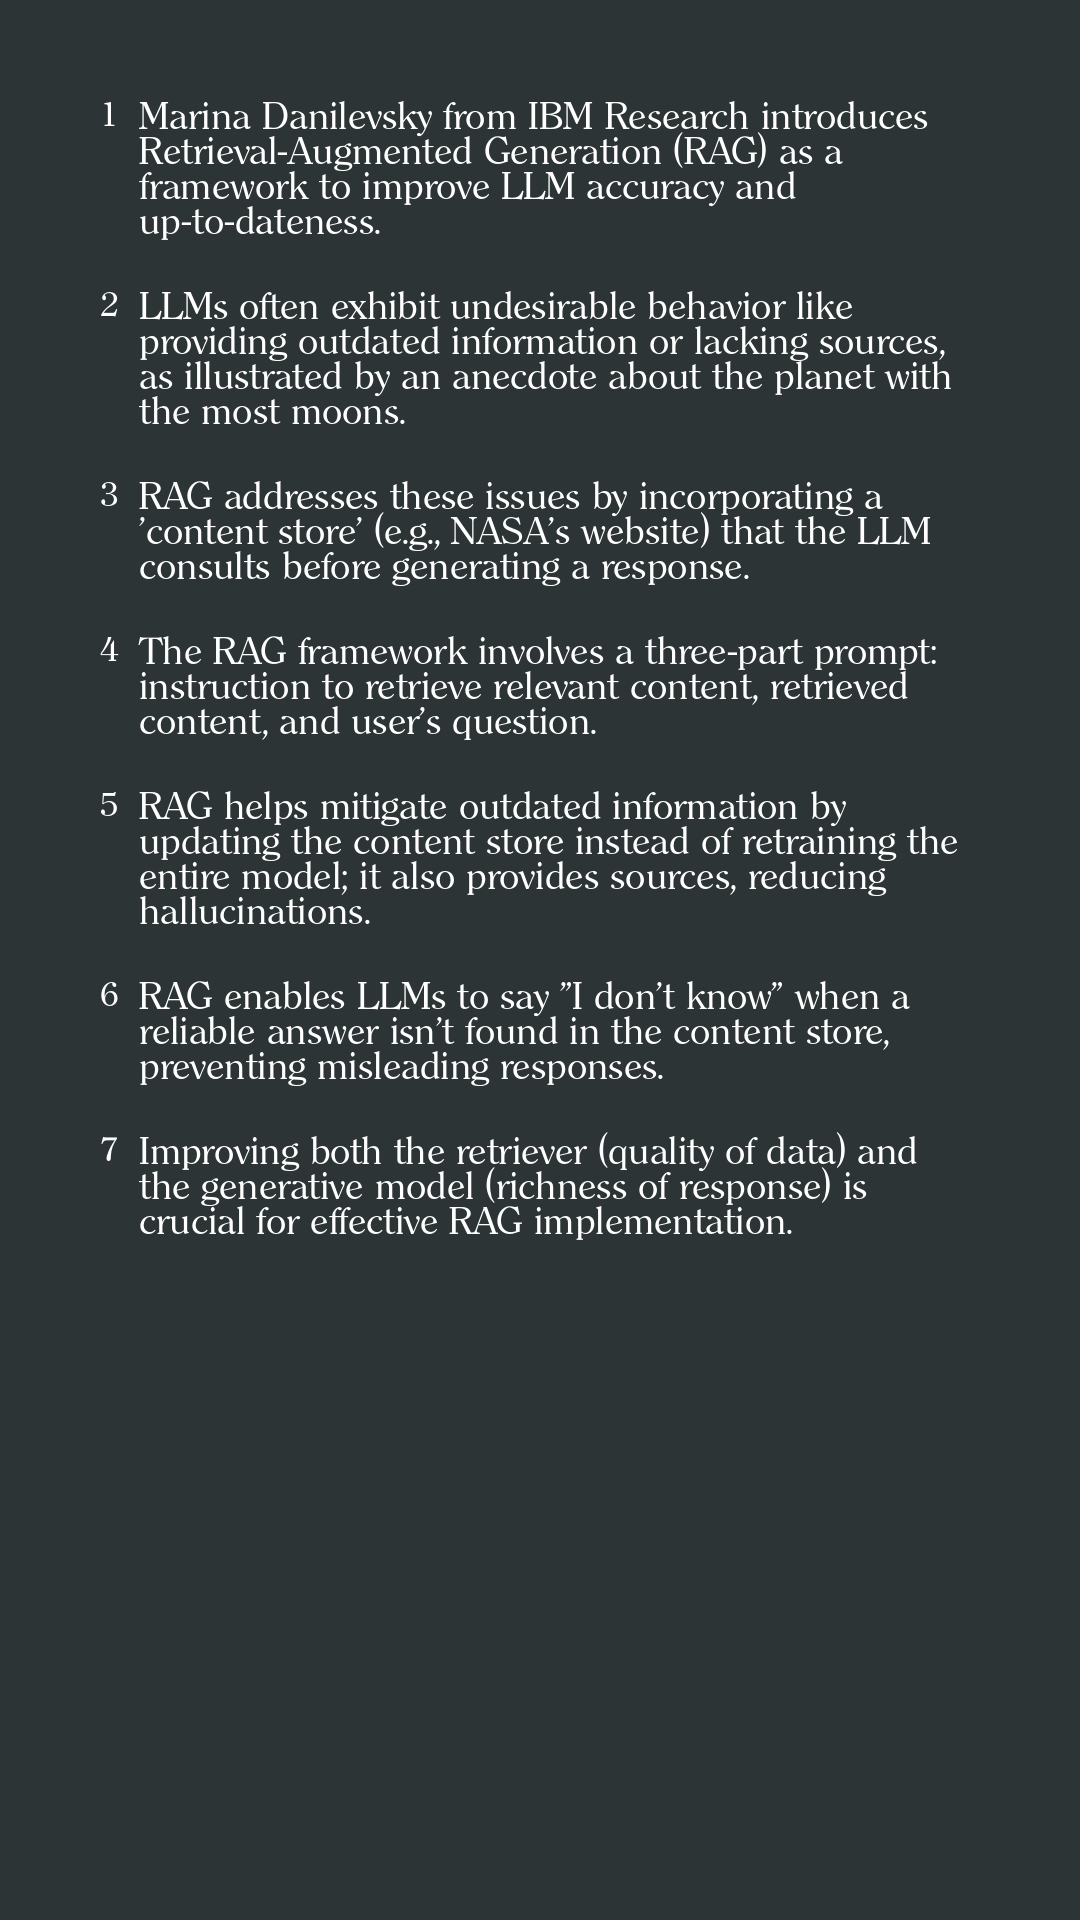 1 Marina Danilevsky from IBM Research introduces
Retrieval-Augmented Generation (RAG) as a
framework to improve LLM accuracy and
up-to-dateness.
2 LLMs often exhibit undesirable behavior like
providing outdated information or lacking sources,
as illustrated by an anecdote about the planet with
the most moons.
3 RAG addresses these issues by incorporating a
'content store' (e.g., NASA's website) that the LLM
consults before generating a response.
4 The RAG framework involves a three-part prompt:
instruction to retrieve relevant content, retrieved
content, and user's question.
5 RAG helps mitigate outdated information by
updating the content store instead of retraining the
entire model; it also provides sources, reducing
hallucinations.
6 RAG enables LLMs to say "I don't know" when a
reliable answer isn't found in the content store,
preventing misleading responses.
7 Improving both the retriever (quality of data) and
the generative model (richness of response) is
crucial for effective RAG implementation.